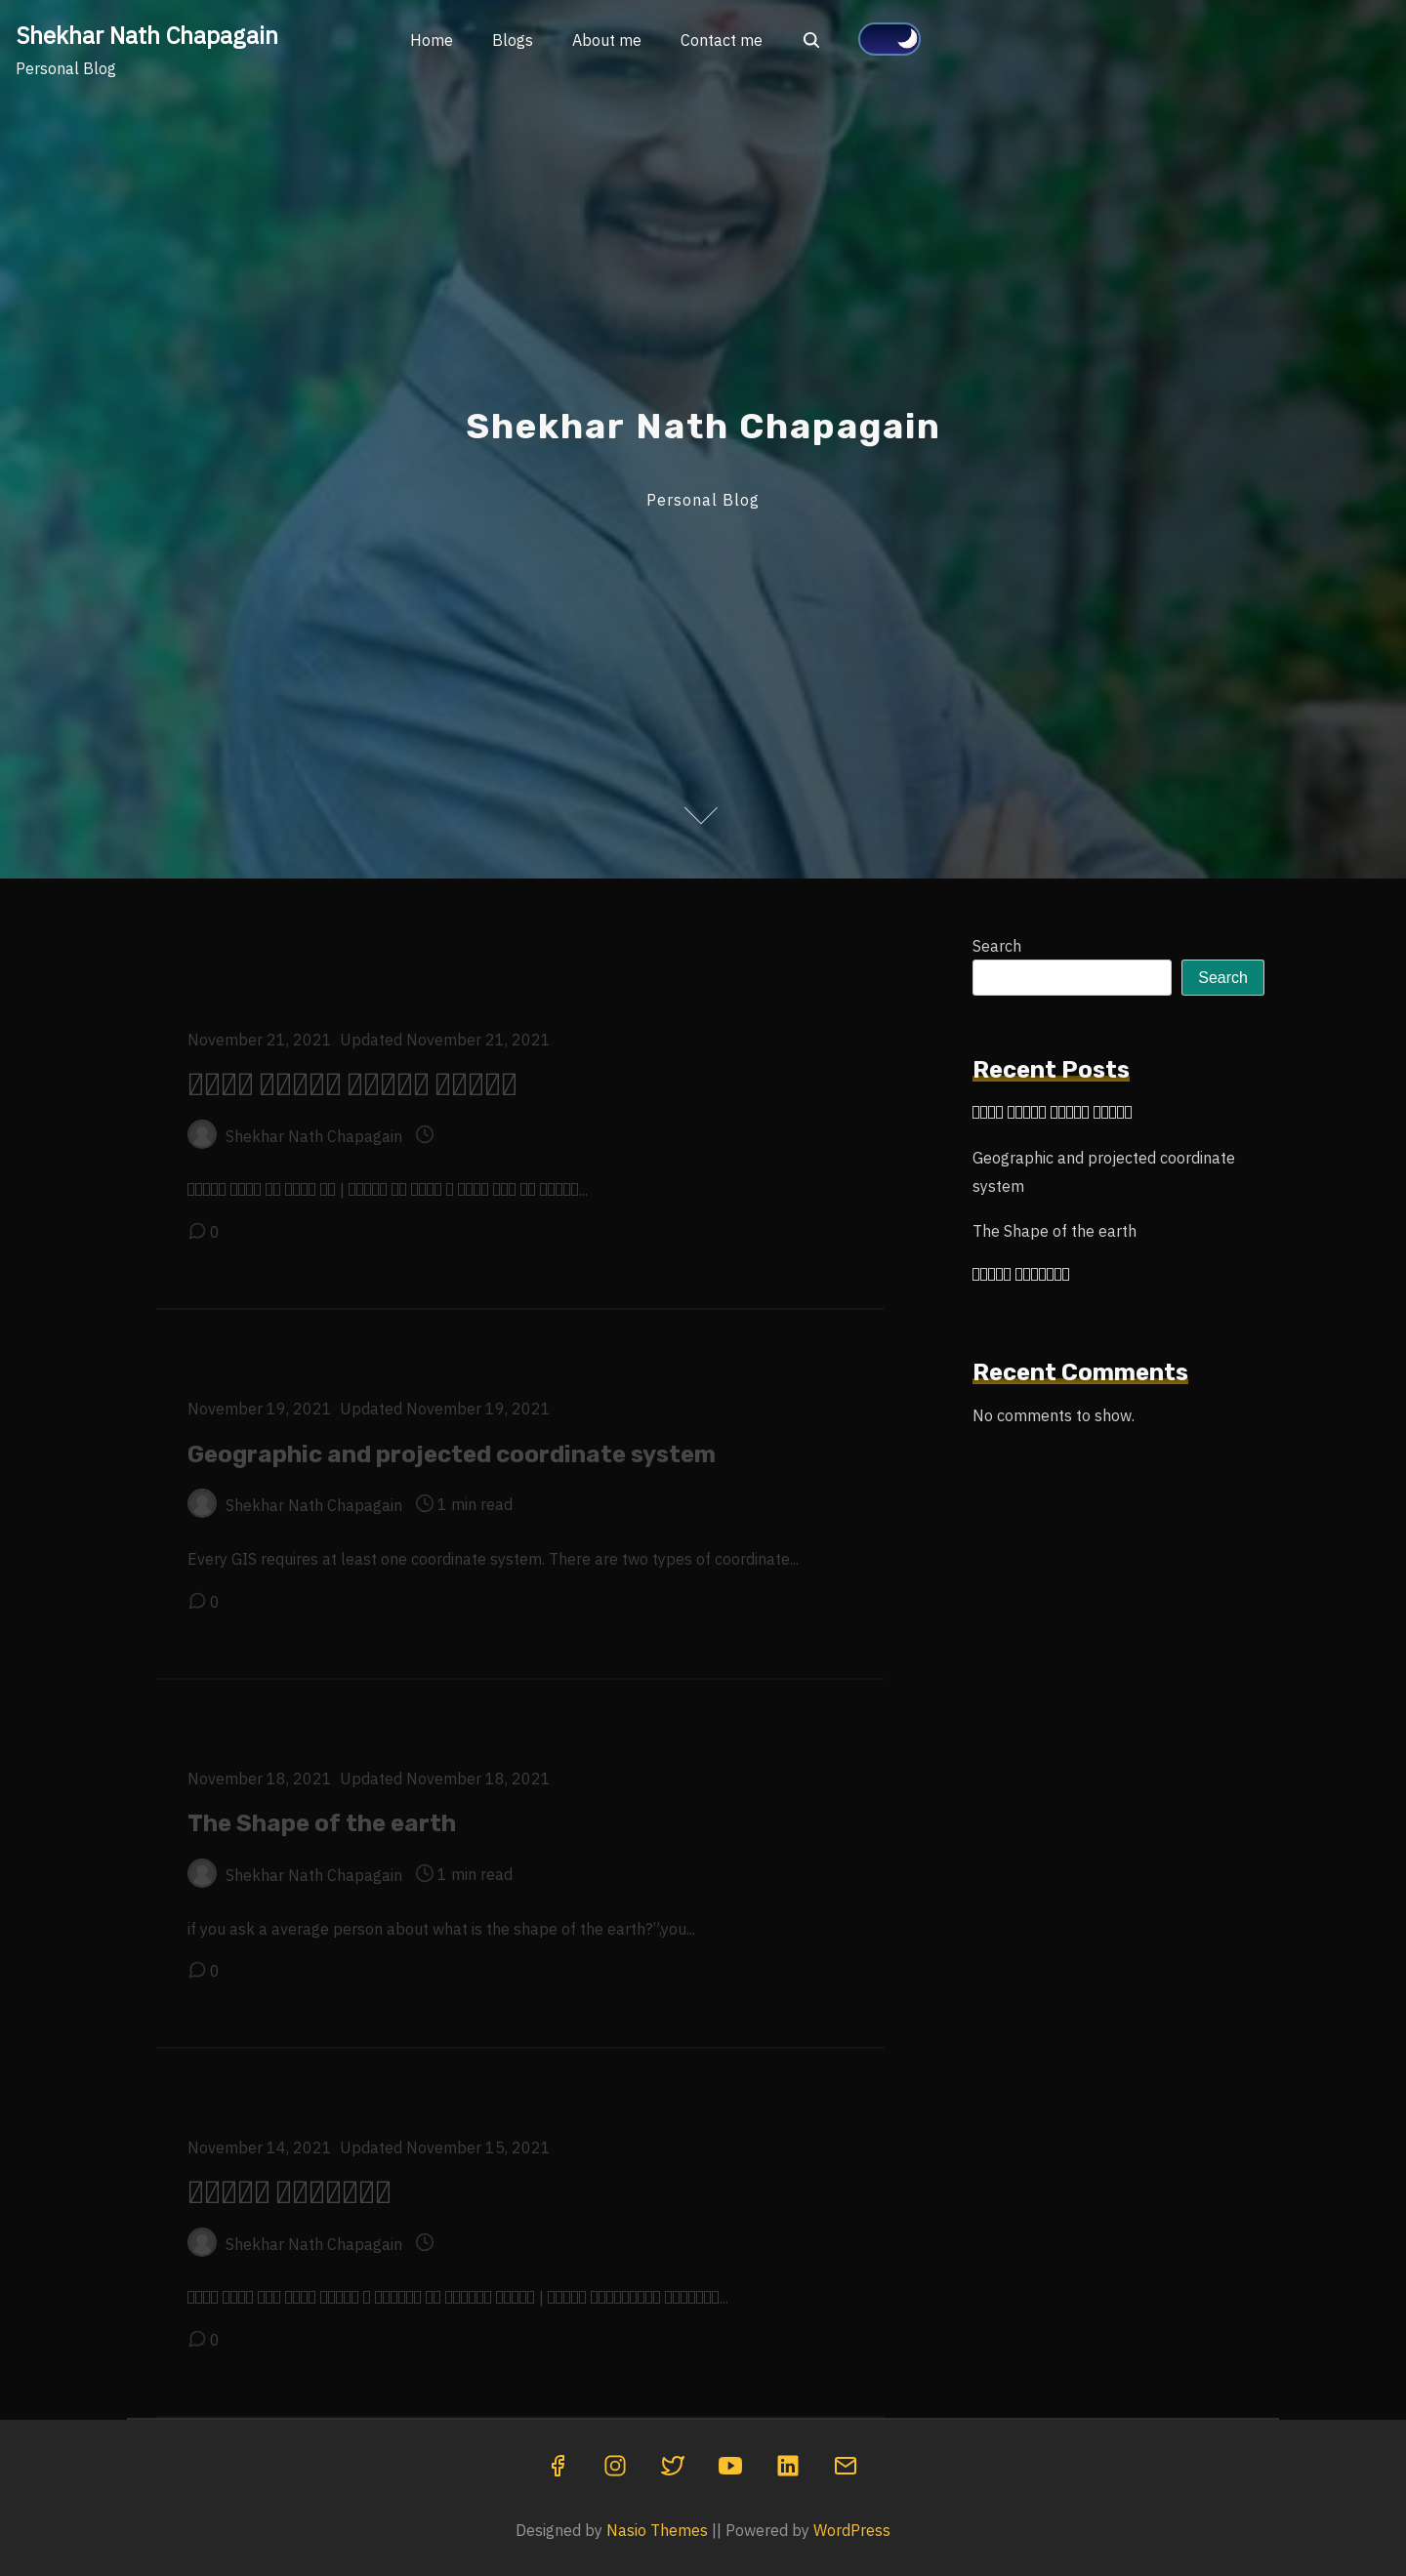 Shekhar Nath Chapagain
Personal Blog
Home
Blogs
About me
Contact me
Shekhar Nath Chapagain
Personal Blog
November 21, 2021 Updated November 21, 2021
Shekhar Nath Chapagain
0
November 19, 2021 Updated November 19, 2021
Geographic and projected coordinate system
Shekhar Nath Chapagain 1 min read
Every GIS requires at least one coordinate system. There are two types of coordinate...
0
November 18, 2021 Updated November 18, 2021
The Shape of the earth
Shekhar Nath Chapagain 1 min read
if you ask a average person about what is the shape of the earth?”,you...
0
November 14, 2021 Updated November 15, 2021
Shekhar Nath Chapagain
0
Search
Search
Recent Posts
Geographic and projected coordinate
system
The Shape of the earth
Recent Comments
No comments to show.
Designed by Nasio Themes || Powered by WordPress